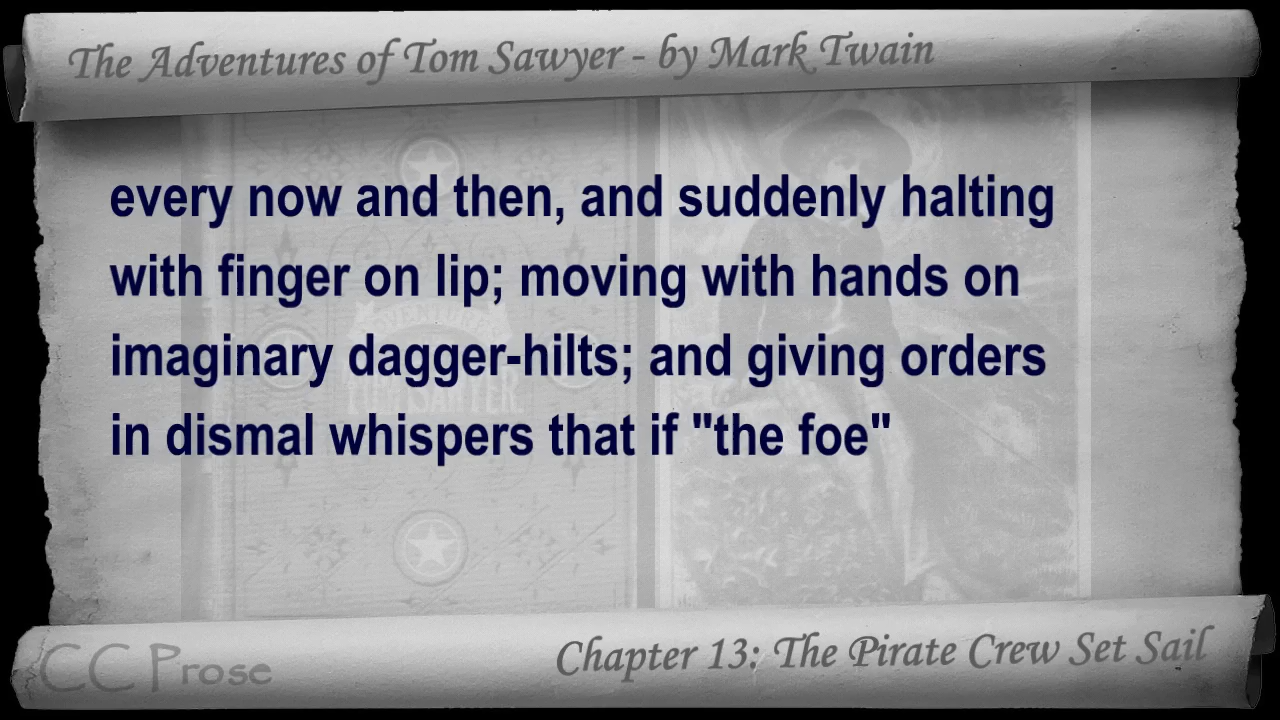 The Adventures of Tom Sawyer - by Mark Twain
every now and then, and suddenly halting
with finger on lip; moving with hands on
imaginary dagger-hilts; and giving orders
in dismal whispers that if "the foe"
CC Prose
Chapter 13: The Pirate Crew Set Sail